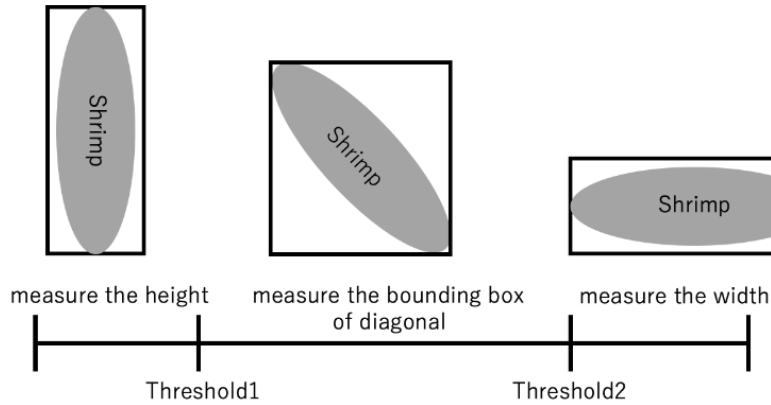 Shrimp
Shrimp
Shrimp
measure the height
measure the bounding box
of diagonal
measure the width
Threshold1
Threshold2